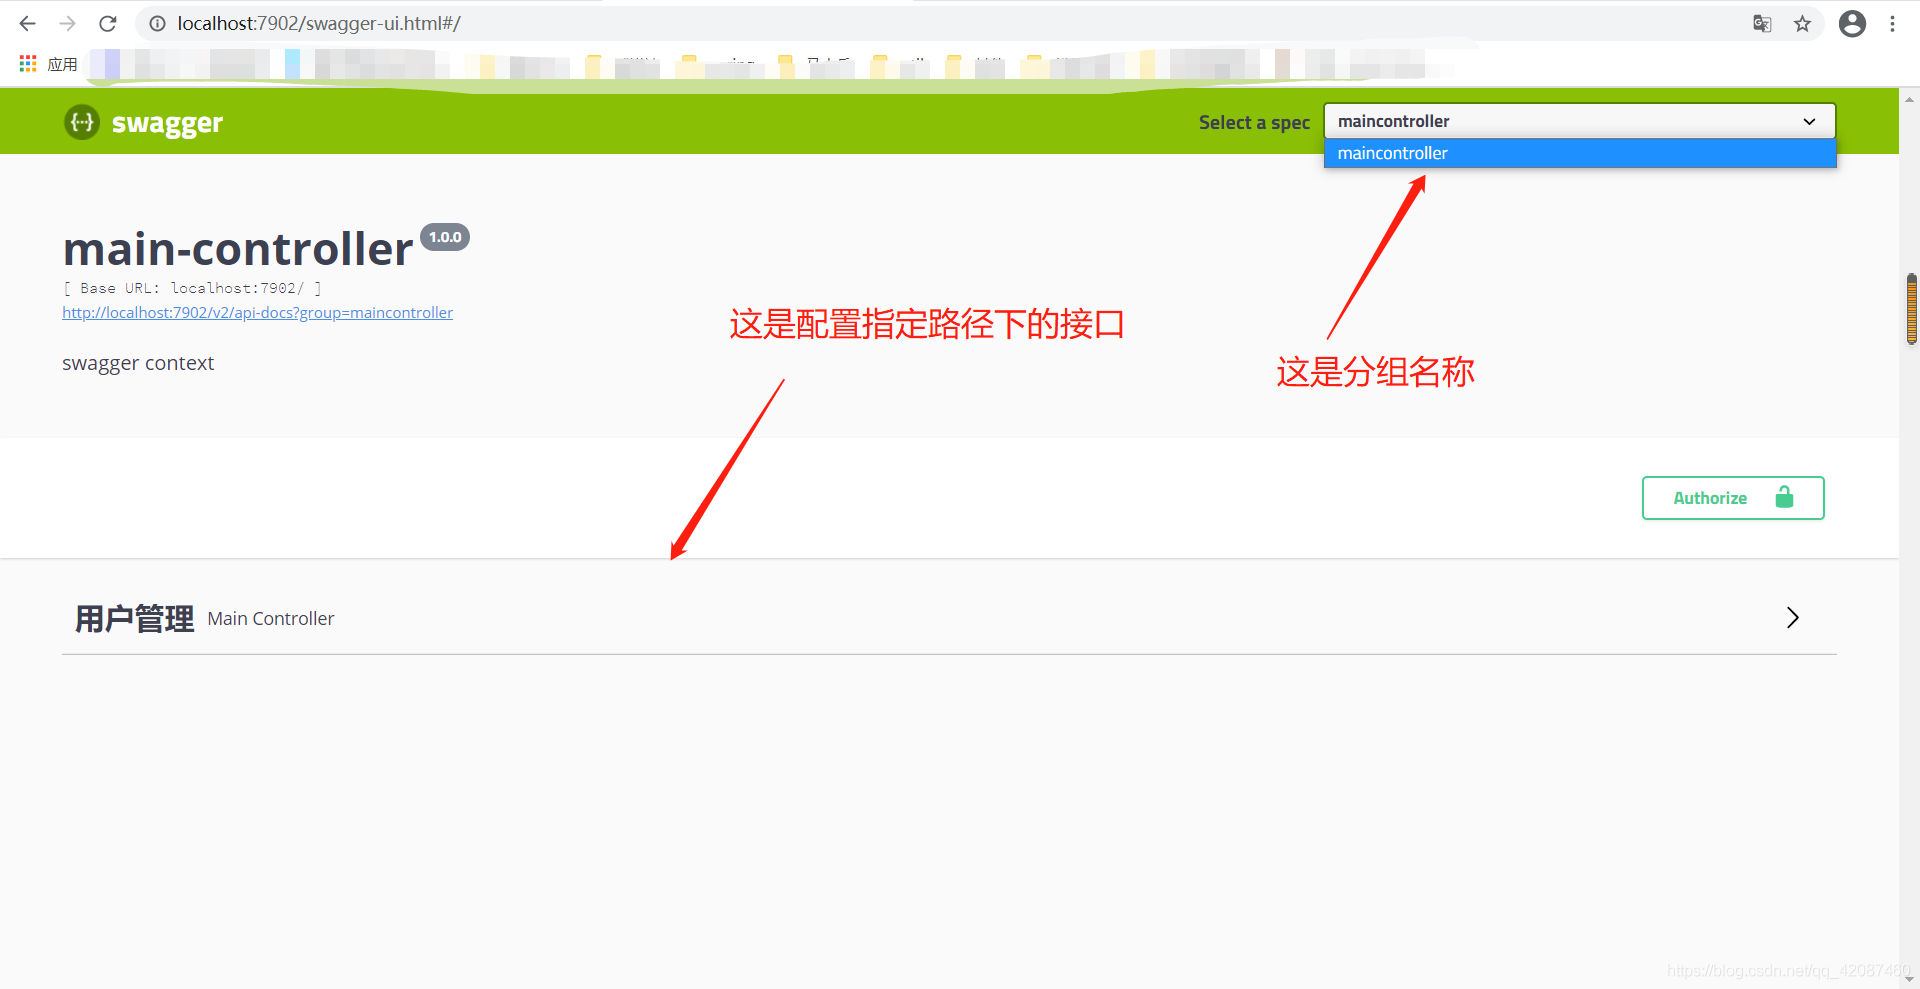 localhost:7902/swagger-ui.html#/
应用
swagger
Select a spec
maincontroller
maincontroller
main-controller
1.0.0
[ Base URL: localhost:7902/ ]
http://localhost:7902/v2/api-docs?group=maincontroller
这是配置指定路径下的接口
这是分组名称
swagger context
Authorize
用户管理 Main Controller
https://blog.csdn.net/qq_42087460